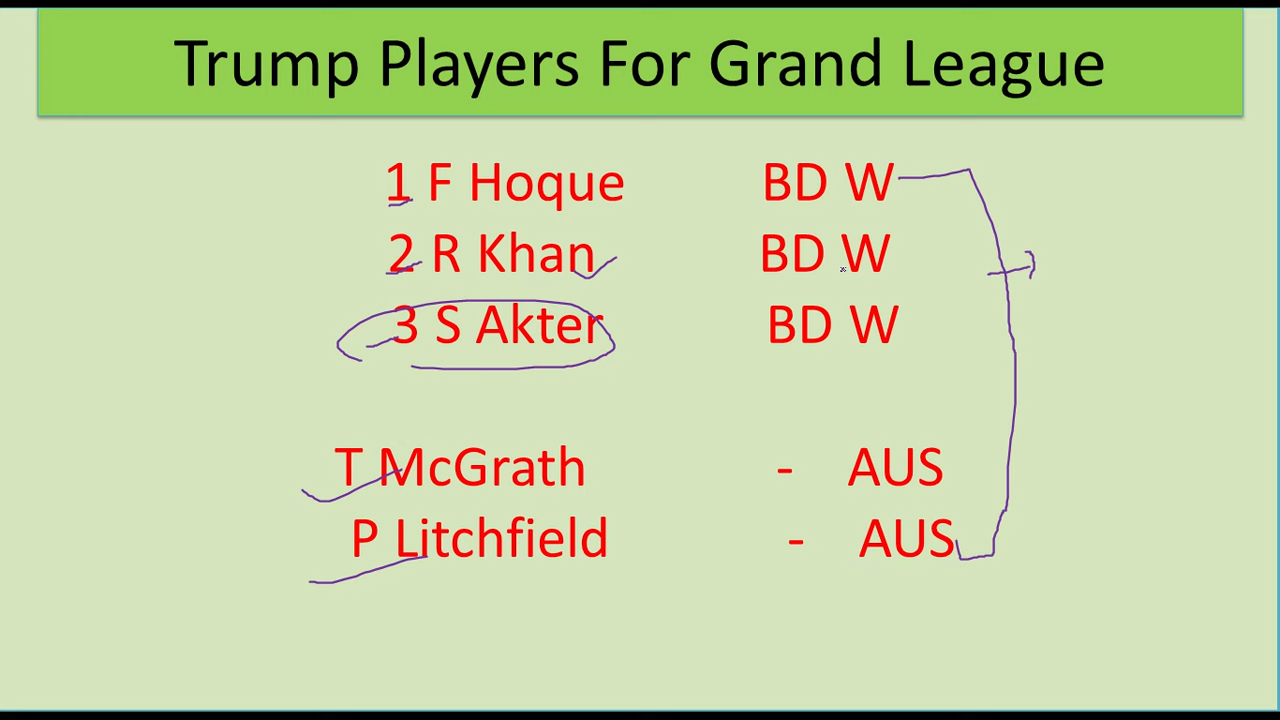 Trump Players For Grand League
1 F Hoque BD W
2 R Khan BD W
3 S Akter BD W
T McGrath - AUS
P Litchfield - AUS